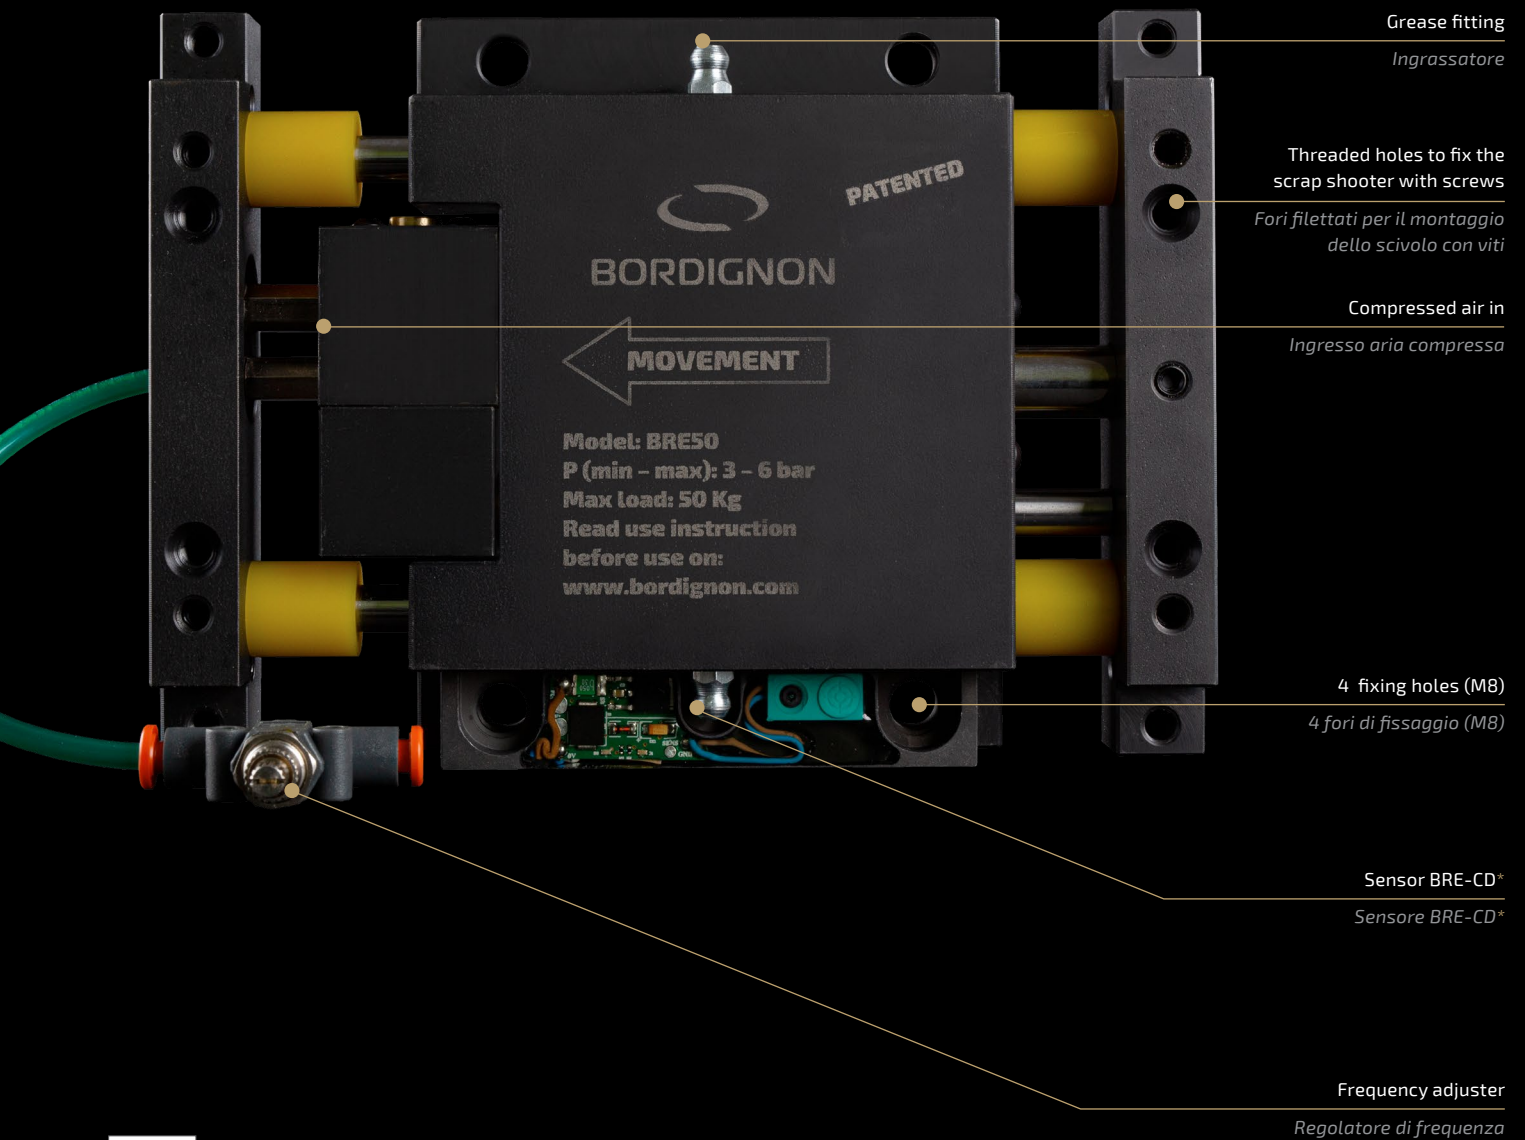 Grease fitting
Ingrassatore
Threaded holes to fix the
scrap shooter with screws
Fori filettati per il montaggio
dello scivolo con viti
PATENTED
BORDIGNON
Compressed air in
Ingresso aria compressa
MOVEMENT
Model: BRE50
P (min – max): 3 – 6 bar
Max load: 50 Kg
Read use instruction
before use on:
www.bordignon.com
4 fixing holes (M8)
4 fori di fissaggio (M8)
Sensor BRE-CD*
Sensore BRE-CD*
Frequency adjuster
Regolatore di frequenza